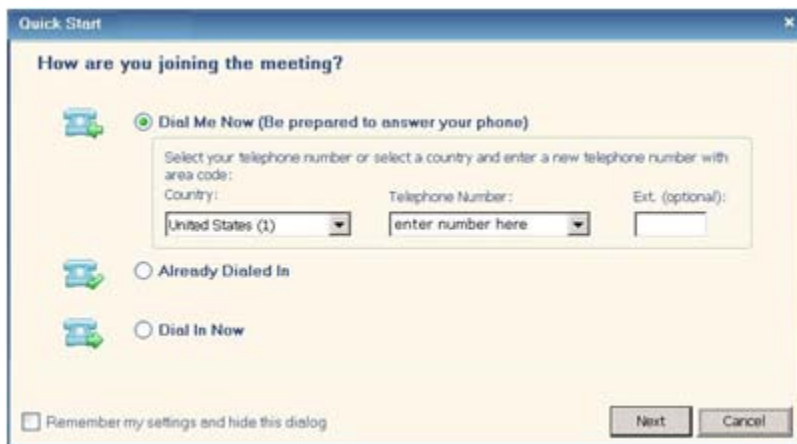 Quick Start
How are you joining the meeting?
Dial Me Now (Be prepared to answer your phone)
Select your telephone number or select a country and enter a new telephone number with
area code:
Country: Telephone Number: Ext. (optional):
United States (1) enter number here
Already Dialed In
Dial In Now
Remember my settings and hide this dialog Next Cancel